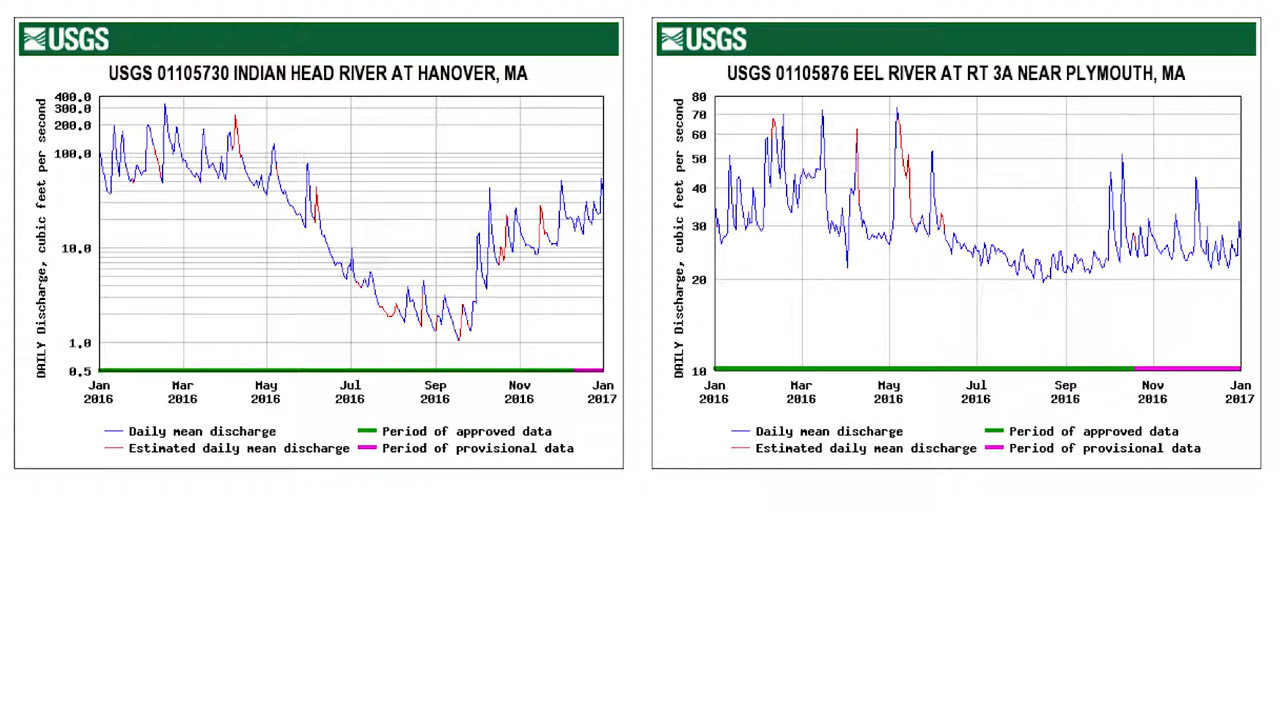 USGS
USGS 01105730 INDIAN HEAD RIVER AT HANOVER, MA
DAILY Discharge, cubic feet per second
400.0
300.0
200.0
100.0
10.0
1.0
0.5
Jan Mar May Jul Sep Nov Jan
2016 2016 2016 2016 2016 2016 2017
Daily mean discharge
Estimated daily mean discharge
Period of approved data
Period of provisional data
USGS
USGS 01105876 EEL RIVER AT RT 3A NEAR PLYMOUTH, MA
DAILY Discharge, cubic feet per second
80
70
60
50
40
30
20
10
Jan Mar May Jul Sep Nov Jan
2016 2016 2016 2016 2016 2016 2017
Daily mean discharge
Estimated daily mean discharge
Period of approved data
Period of provisional data